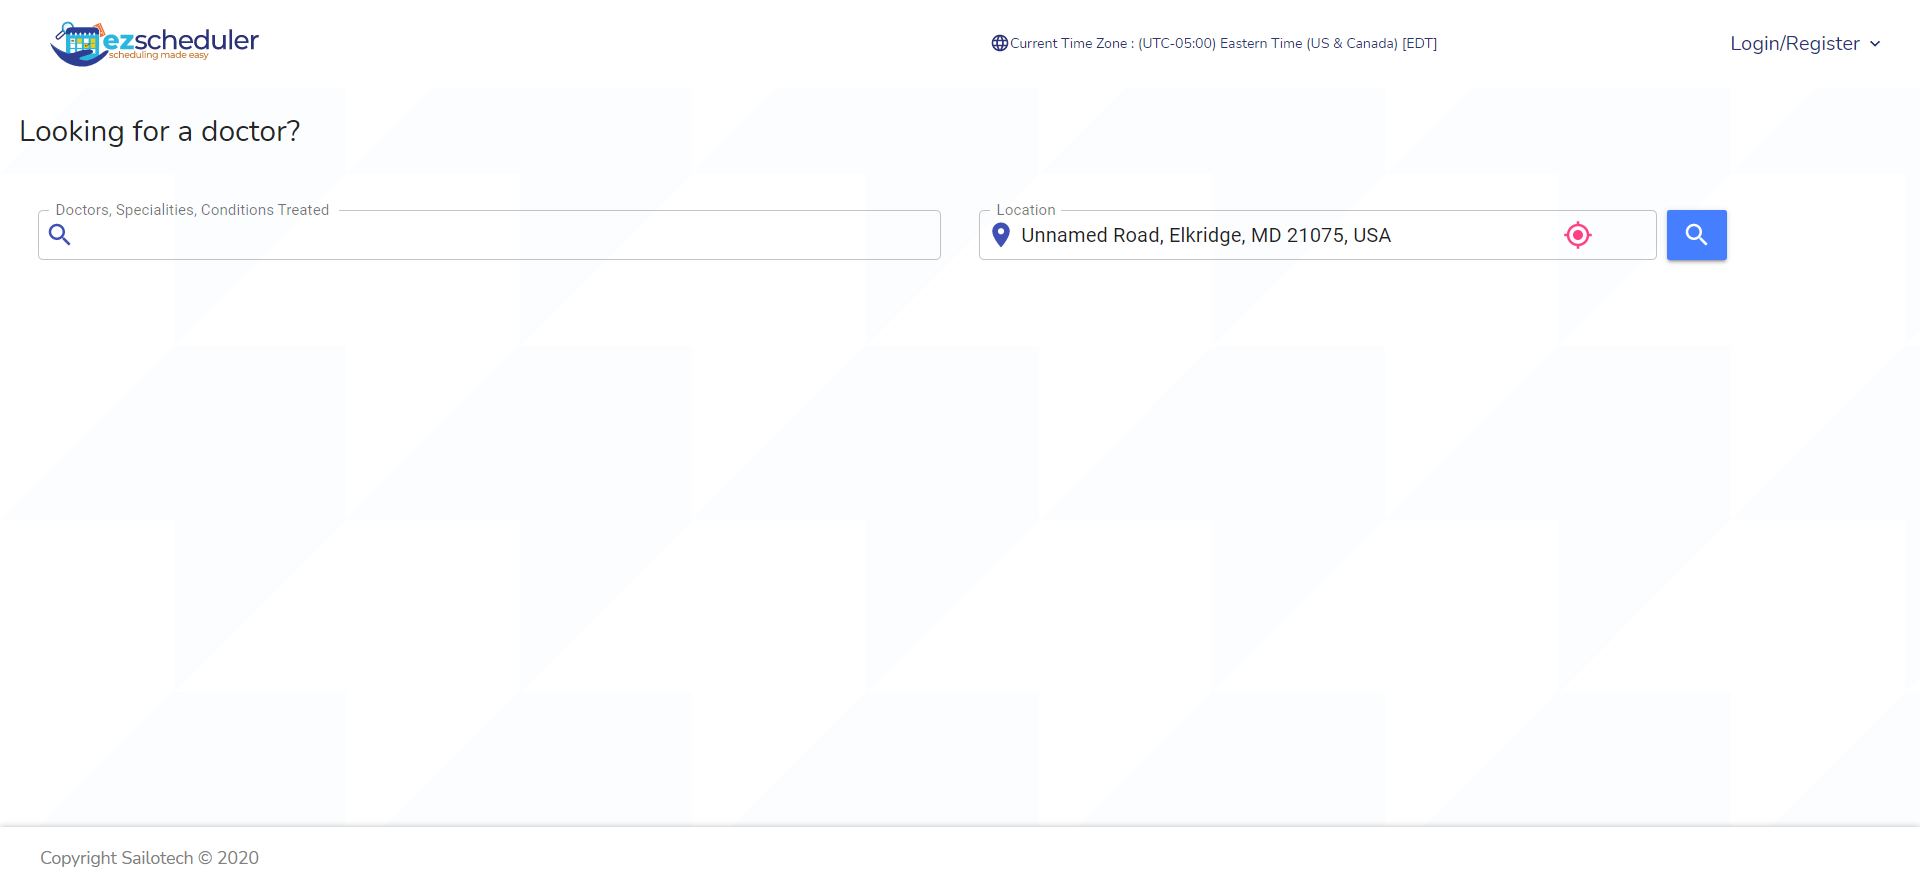 ezscheduler
scheduling made easy
Current Time Zone : (UTC-05:00) Eastern Time (US & Canada) [EDT]
Login/Register
Looking for a doctor?
Doctors, Specialities, Conditions Treated
Location
Unnamed Road, Elkridge, MD 21075, USA
Copyright Sailotech © 2020